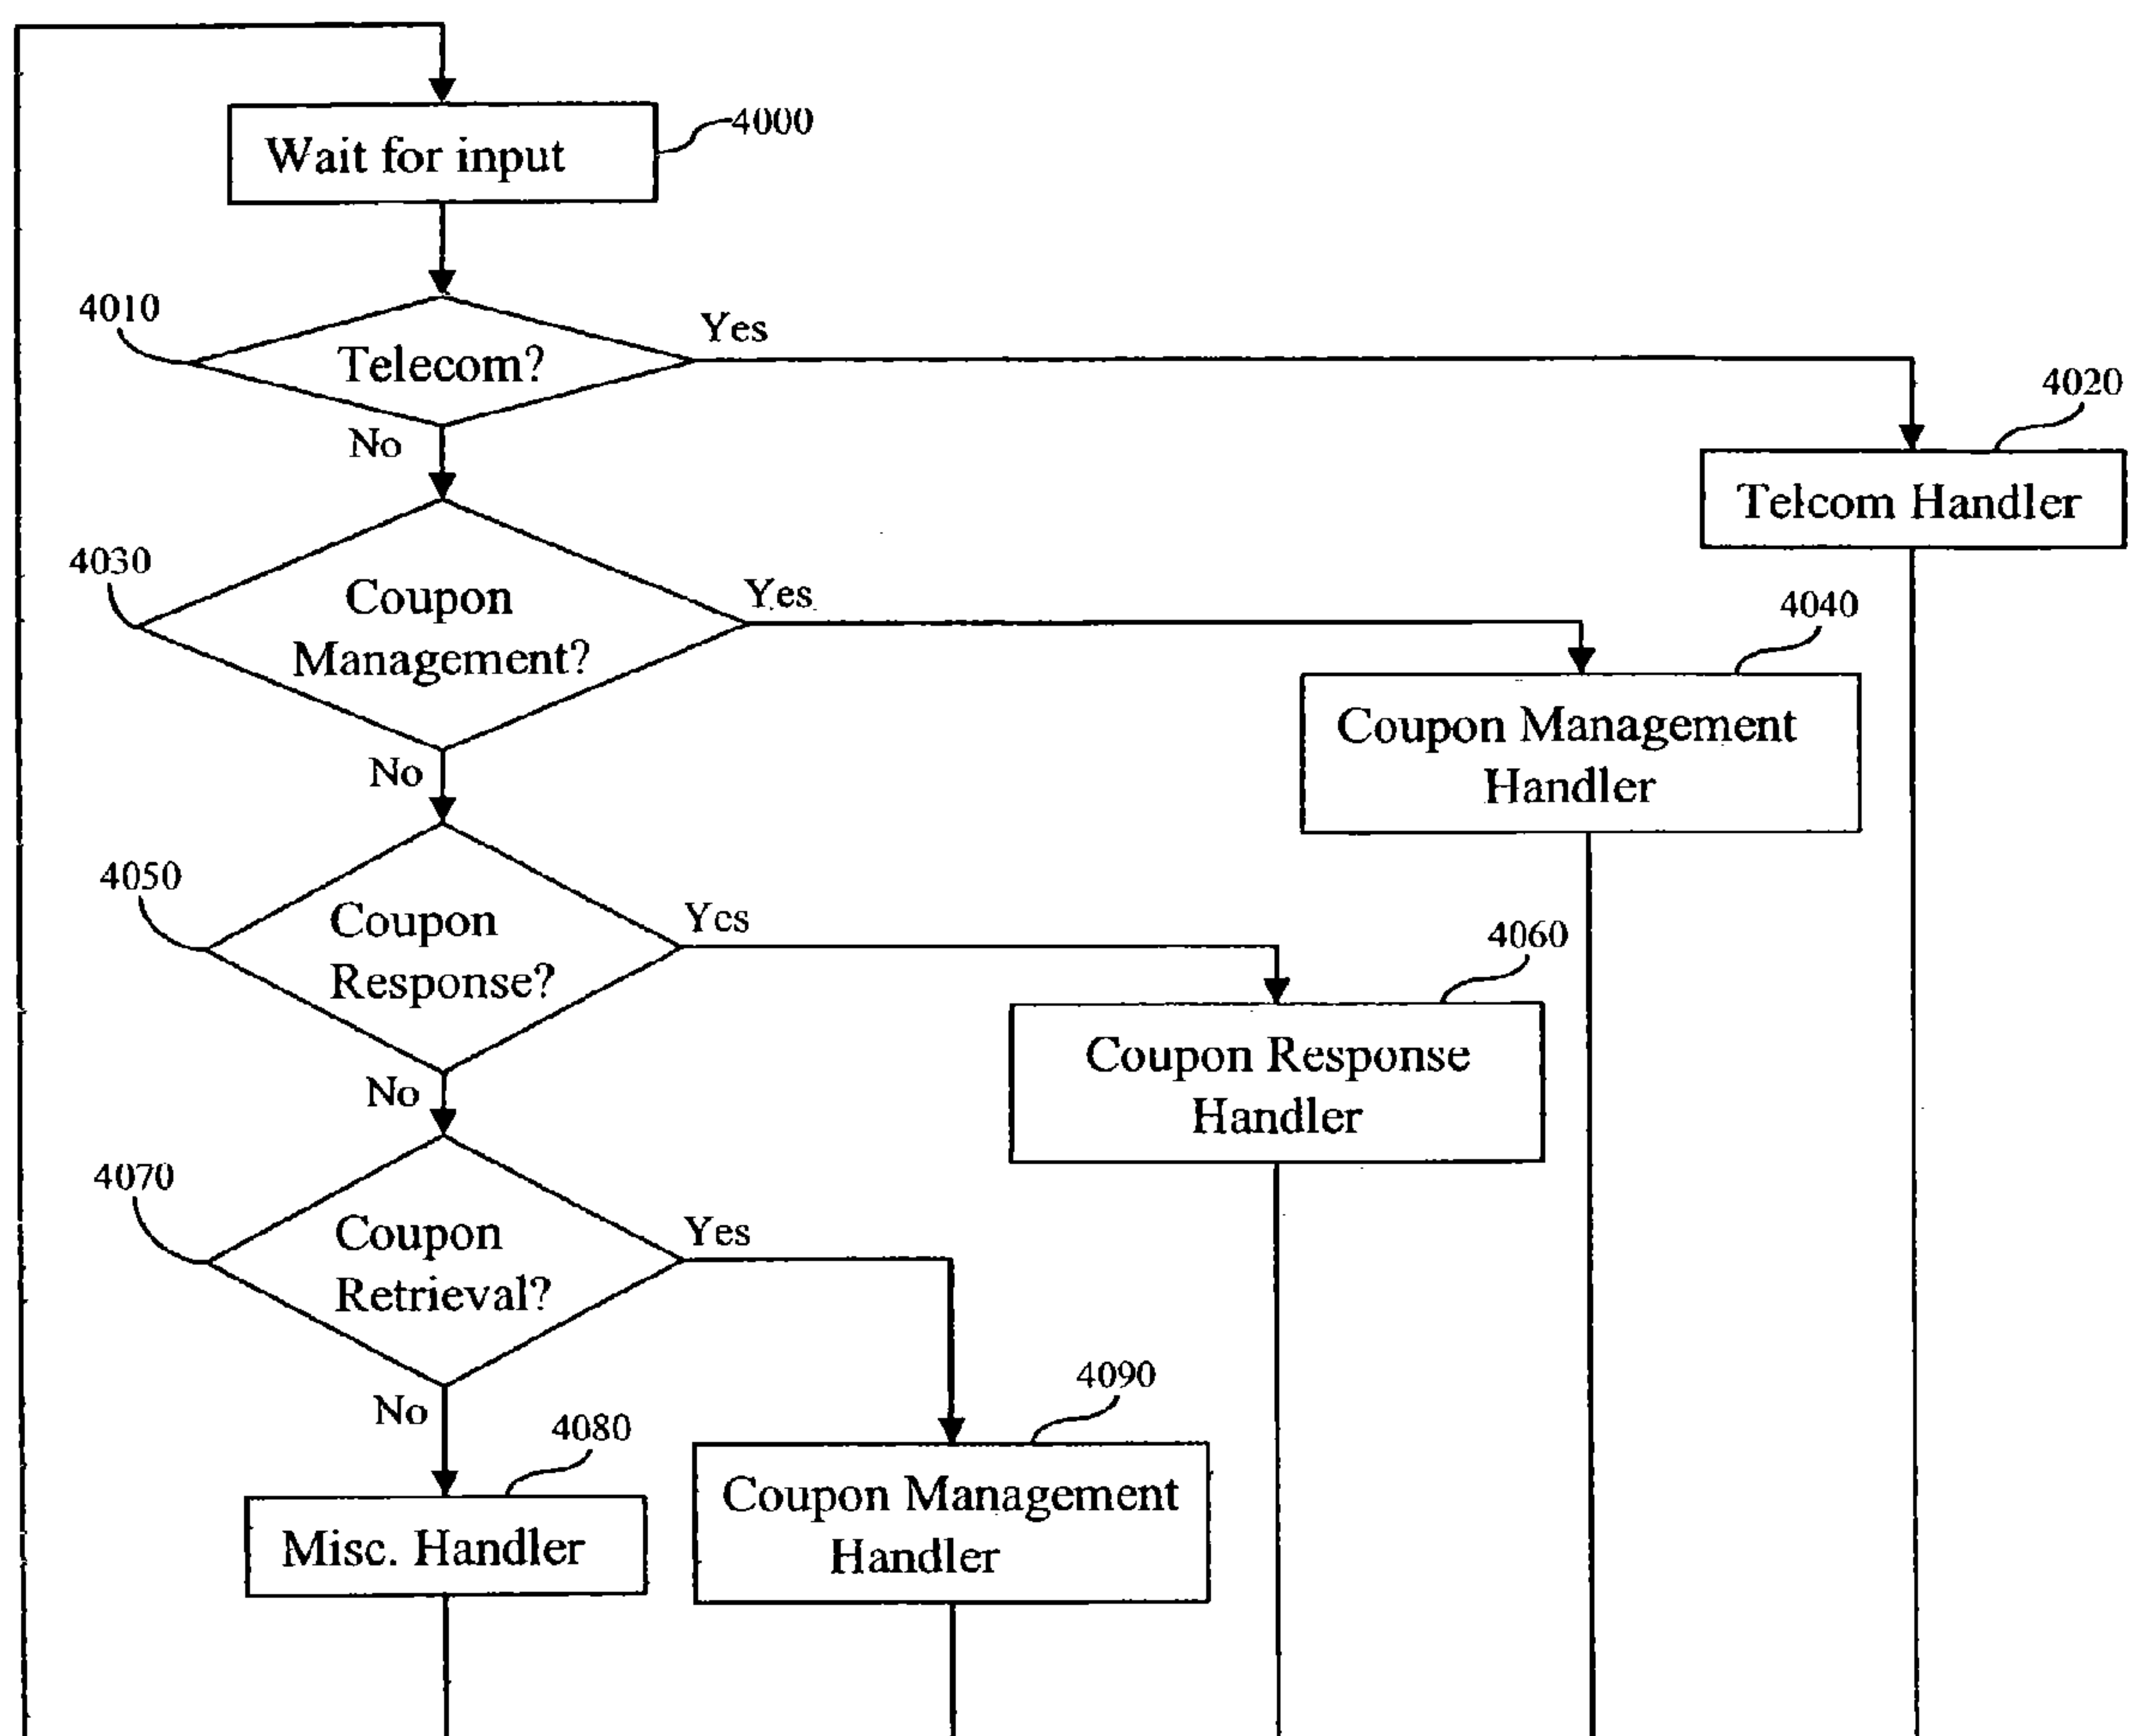 4000
Wait for input
4010
Telecom?
Yes
No
4020
Telcom Handler
4030
Coupon
Management?
Yes
No
4040
Coupon Management
Handler
4050
Coupon
Response?
Yes
No
4060
Coupon Response
Handler
4070
Coupon
Retrieval?
Yes
No
4080
Misc. Handler
4090
Coupon Management
Handler